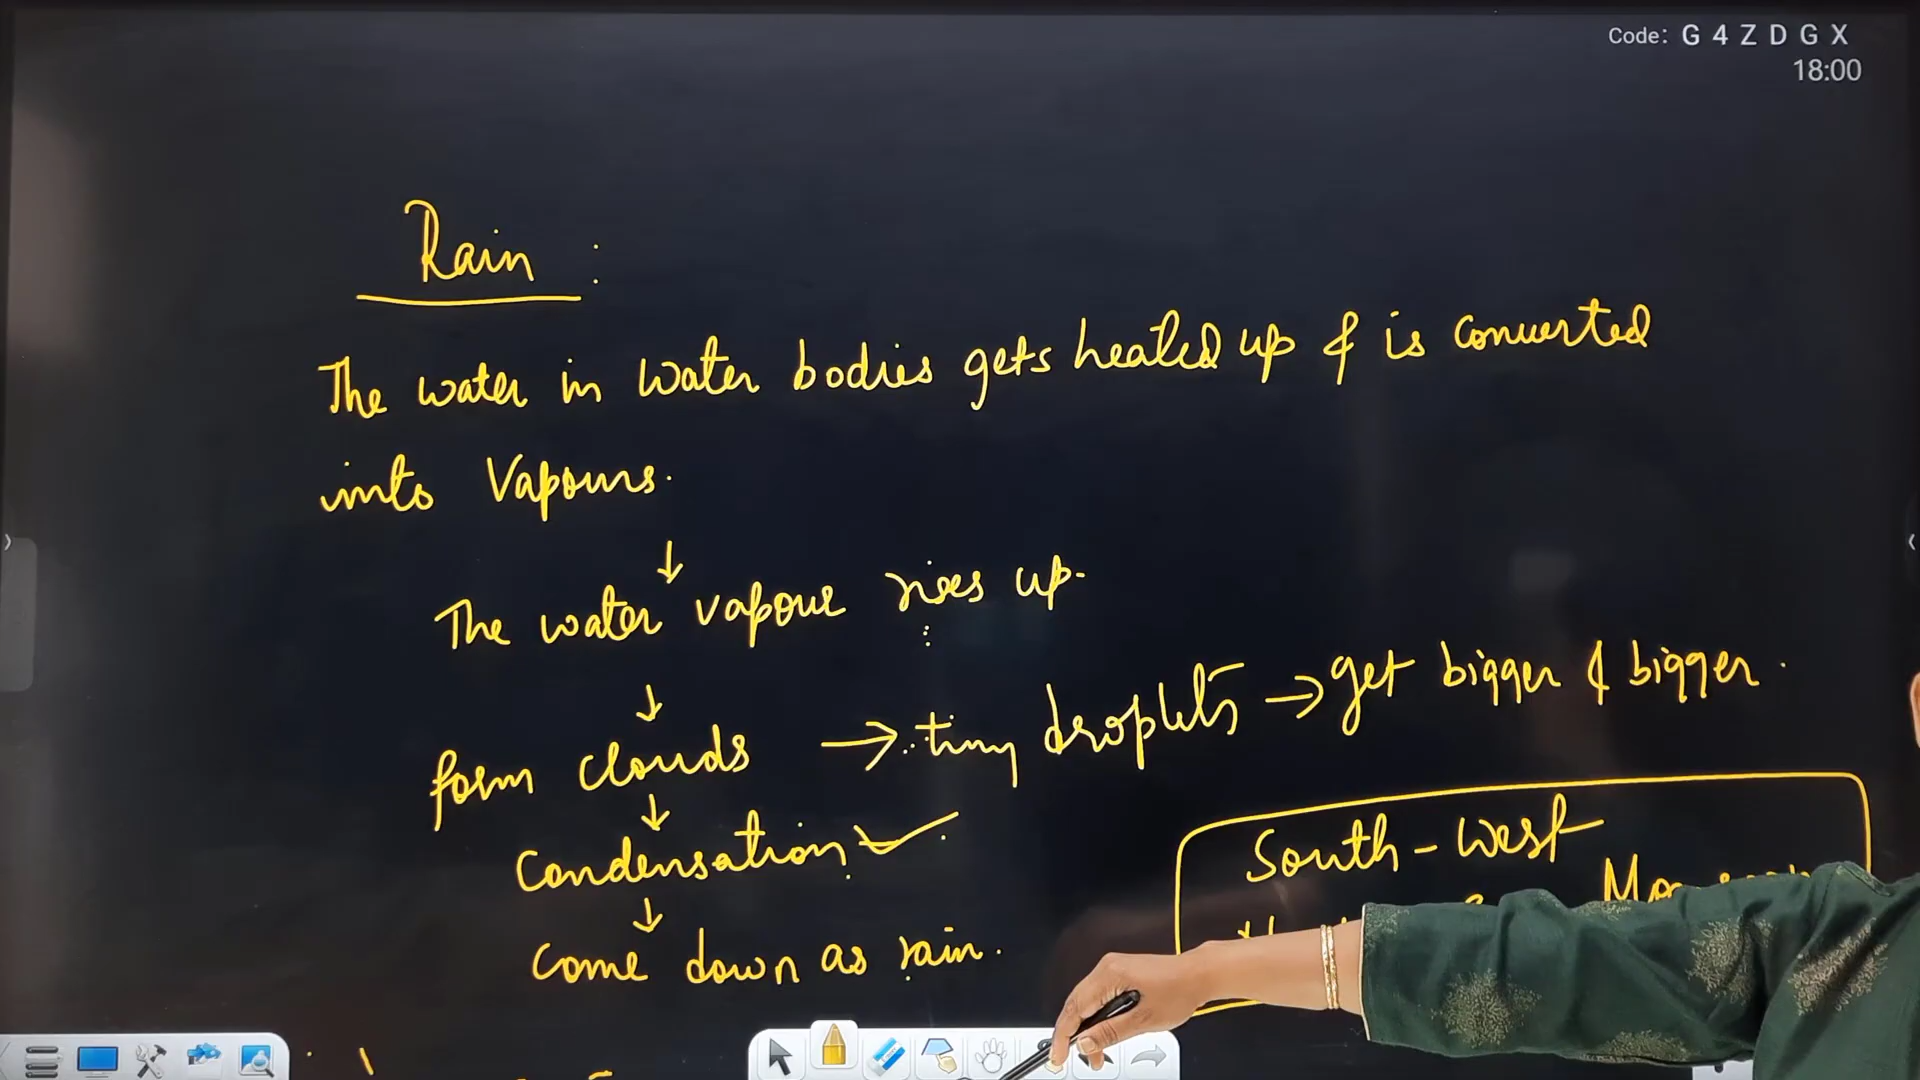 Code: G 4 Z D G X
18:00
Rain :
The water in water bodies gets heated up & is converted
into Vapours.
↓
The water vapour rises up.
↓
form clouds → tiny droplets → get bigger & bigger.
↓
Condensation ✓
↓
Come down as rain.
South-West